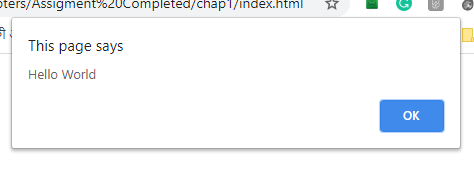 oters/Assigment%20Completed/chap1/index.html
This page says
Hello World
OK